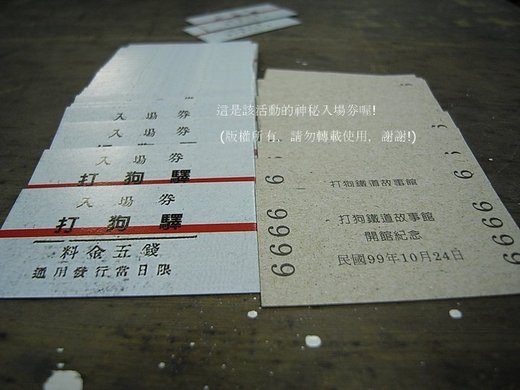 這是該活動的神秘入場券喔!
(版權所有, 請勿轉載使用, 謝謝!)
入場券
入場券
打狗驛
入場券
打狗驛
料金五錢
通用發行當日限
打狗鐵道故事館
打狗鐵道故事館
開館紀念
民國99年10月24日
6666
9999